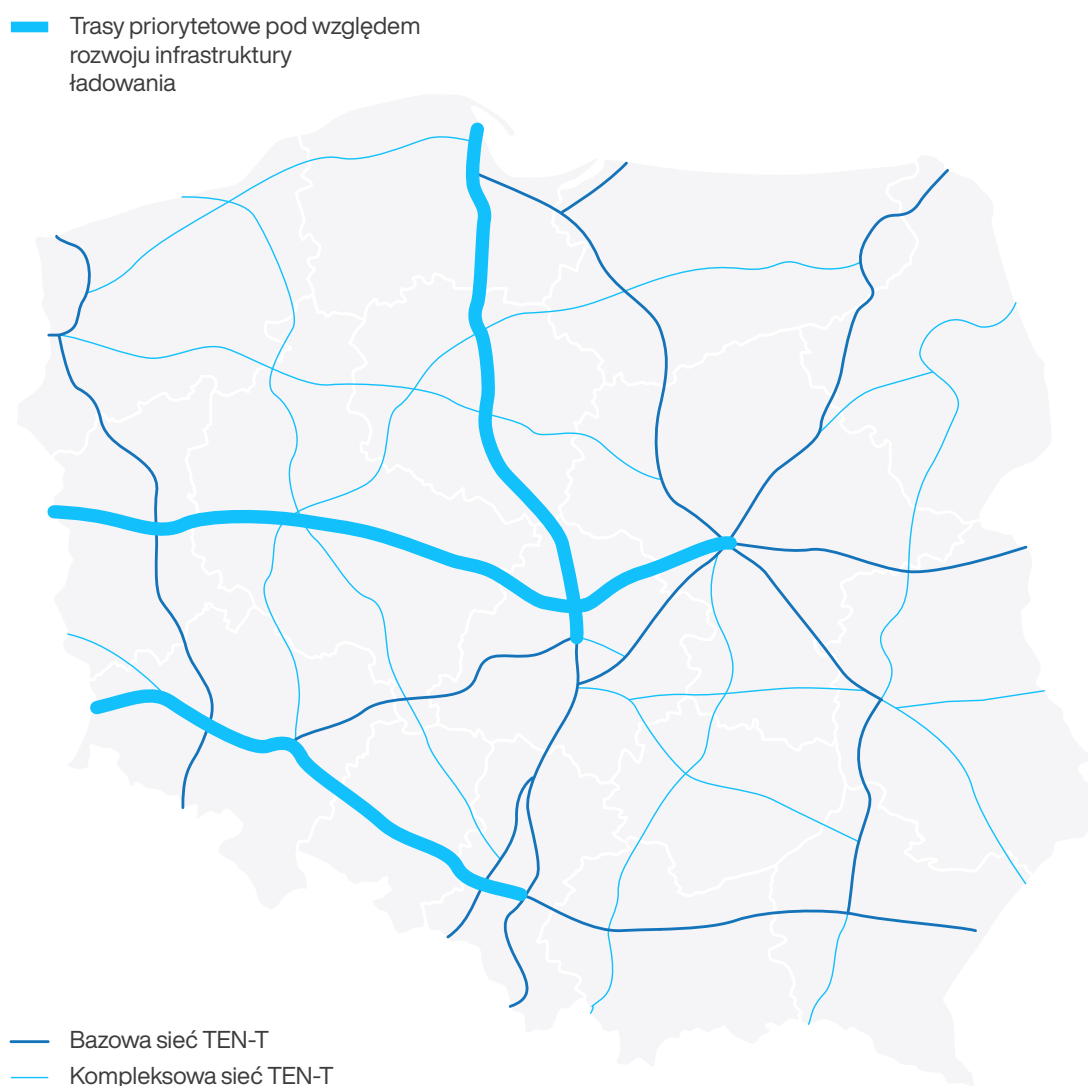 Trasy priorytetowe pod względem
rozwoju infrastruktury
ładowania
Bazowa sieć TEN-T
Kompleksowa sieć TEN-T